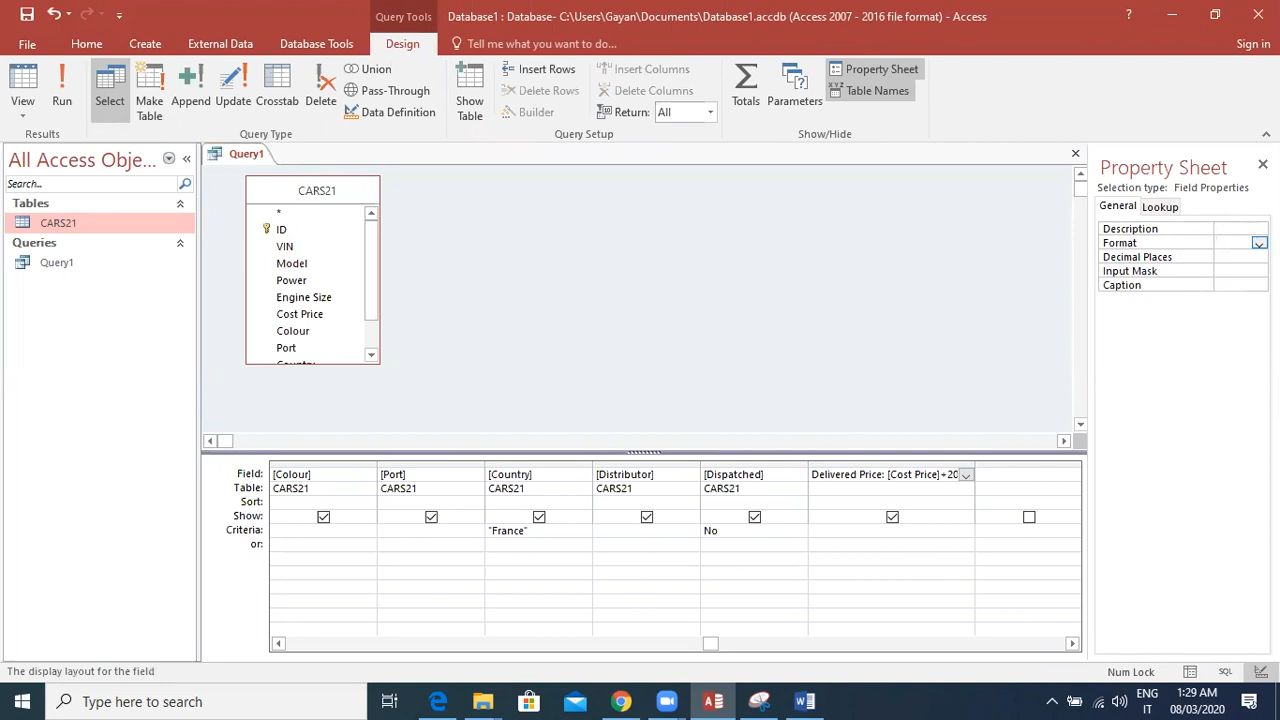 Query Tools
Database1 : Database- C:\Users\Gayan\Documents\Database1.accdb (Access 2007 - 2016 file format) - Access
?
File Home Create External Data Database Tools Design Tell me what you want to do... Sign in
View
Run
Select
Make Table
Append
Update
Crosstab
Delete
Union
Pass-Through
Data Definition
Show Table
Insert Rows
Delete Rows
Builder
Insert Columns
Delete Columns
Return: All
Totals
Parameters
Property Sheet
Table Names
Results Query Type Query Setup Show/Hide
All Access Obje...
Search...
Tables
CARS21
Queries
Query1
Query1
CARS21
*
ID
VIN
Model
Power
Engine Size
Cost Price
Colour
Port
Country
Property Sheet
Selection type: Field Properties
General Lookup
Description
Format
Decimal Places
Input Mask
Caption
Field: [Colour] [Port] [Country] [Distributor] [Dispatched] Delivered Price: [Cost Price]+20
Table: CARS21 CARS21 CARS21 CARS21 CARS21
Sort:
Show:
Criteria: "France" No
or:
The display layout for the field
Num Lock
SQL
Type here to search
ENG
IT
1:29 AM
08/03/2020